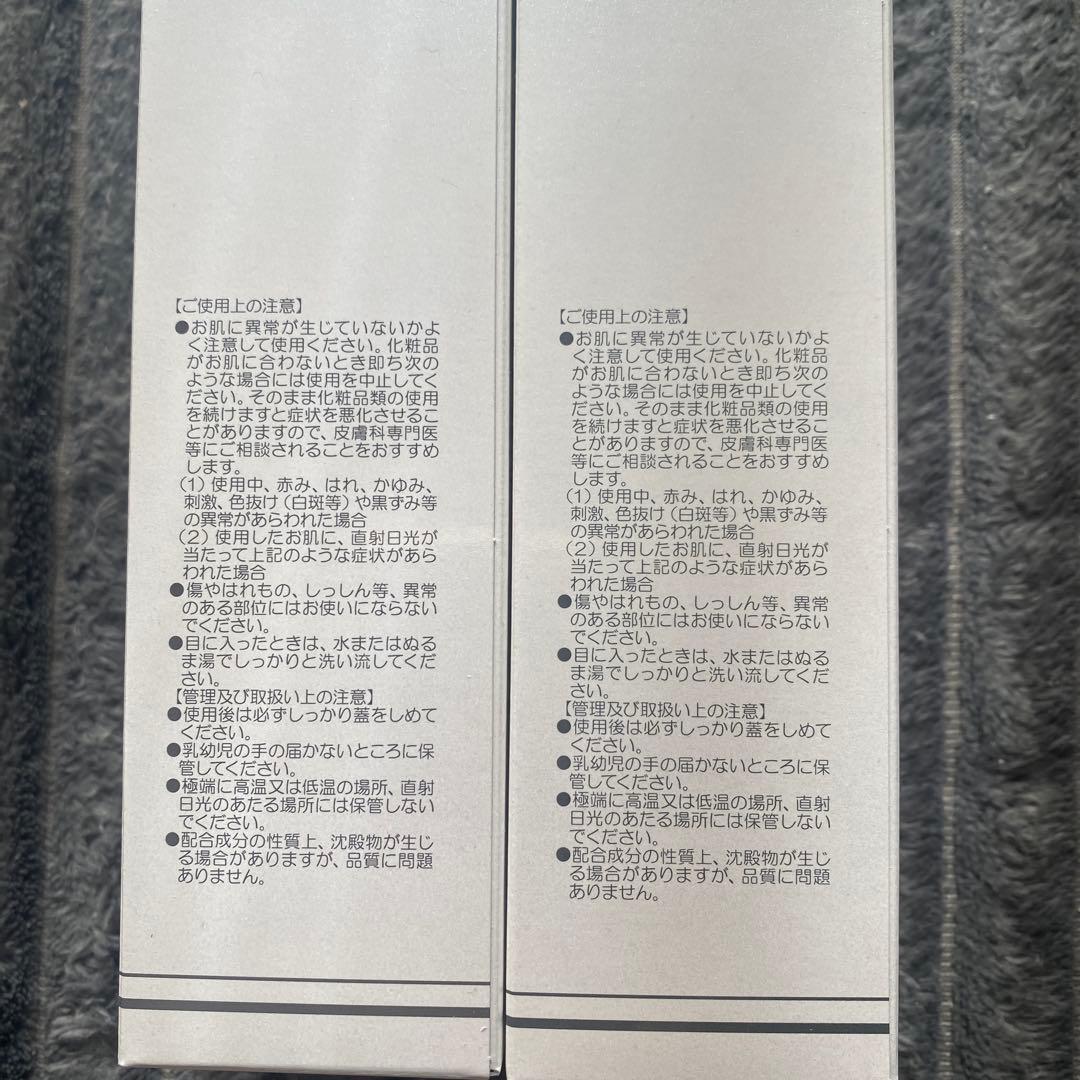 【ご使用上の注意】
●お肌に異常が生じていないかよ
く注意して使用ください。化粧品
がお肌に合わないとき即ち次の
ような場合には使用を中止してく
ださい。そのまま化粧品類の使用
を続けますと症状を悪化させるこ
とがありますので、皮膚科専門医
等にご相談されることをおすすめ
します。
(1) 使用中、赤み、はれ、かゆみ、
刺激、色抜け(白斑等)や黒ずみ等
の異常があらわれた場合
(2) 使用したお肌に、直射日光が
当たって上記のような症状があら
われた場合
●傷やはれもの、しっしん等、異常
のある部位にはお使いにならない
でください。
●目に入ったときは、水またはぬる
ま湯でしっかりと洗い流してくだ
さい。
【管理及び取扱い上の注意】
●使用後は必ずしっかり蓋をしめて
ください。
●乳幼児の手の届かないところに保
管してください。
●極端に高温又は低温の場所、直射
日光のあたる場所には保管しない
でください。
●配合成分の性質上、沈殿物が生じ
る場合がありますが、品質に問題
ありません。
【ご使用上の注意】
●お肌に異常が生じていないかよ
く注意して使用ください。化粧品
がお肌に合わないとき即ち次の
ような場合には使用を中止してく
ださい。そのまま化粧品類の使用
を続けますと症状を悪化させるこ
とがありますので、皮膚科専門医
等にご相談されることをおすすめ
します。
(1) 使用中、赤み、はれ、かゆみ、
刺激、色抜け(白斑等)や黒ずみ等
の異常があらわれた場合
(2) 使用したお肌に、直射日光が
当たって上記のような症状があら
われた場合
●傷やはれもの、しっしん等、異常
のある部位にはお使いにならない
でください。
●目に入ったときは、水またはぬる
ま湯でしっかりと洗い流してくだ
さい。
【管理及び取扱い上の注意】
●使用後は必ずしっかり蓋をしめて
ください。
●乳幼児の手の届かないところに保
管してください。
●極端に高温又は低温の場所、直射
日光のあたる場所には保管しない
でください。
●配合成分の性質上、沈殿物が生じ
る場合がありますが、品質に問題
ありません。